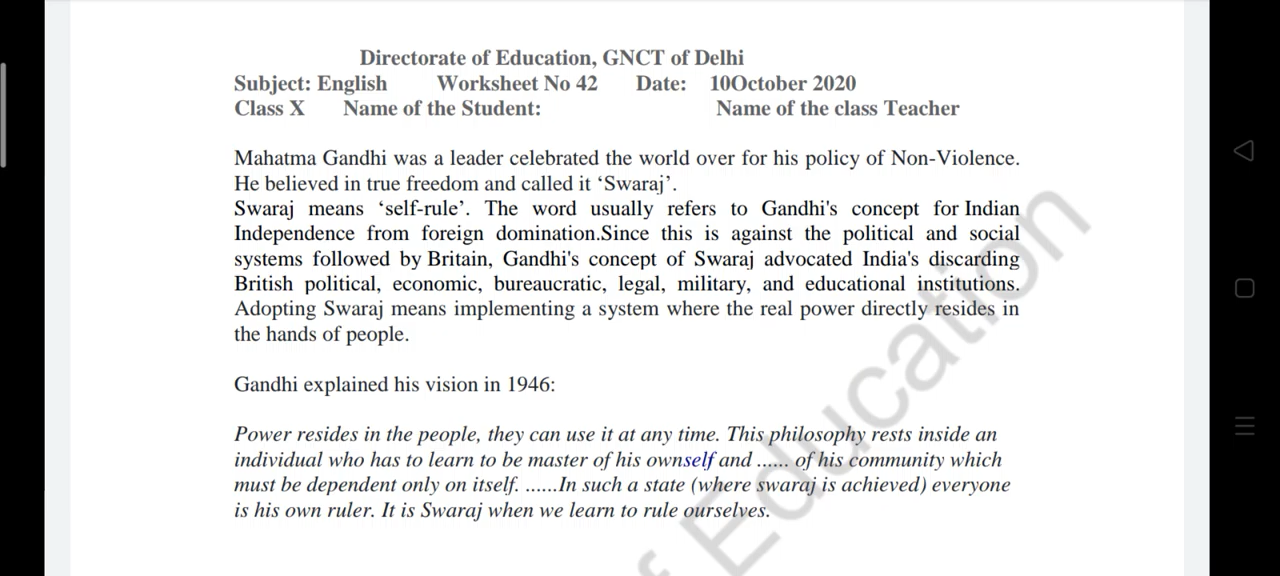 Directorate of Education, GNCT of Delhi
Subject: English Worksheet No 42 Date: 10October 2020
Class X Name of the Student: Name of the class Teacher
Mahatma Gandhi was a leader celebrated the world over for his policy of Non-Violence.
He believed in true freedom and called it ‘Swaraj’.
Swaraj means ‘self-rule’. The word usually refers to Gandhi's concept for Indian
Independence from foreign domination.Since this is against the political and social
systems followed by Britain, Gandhi's concept of Swaraj advocated India's discarding
British political, economic, bureaucratic, legal, military, and educational institutions.
Adopting Swaraj means implementing a system where the real power directly resides in
the hands of people.
Gandhi explained his vision in 1946:
Power resides in the people, they can use it at any time. This philosophy rests inside an
individual who has to learn to be master of his ownself and ...... of his community which
must be dependent only on itself. ......In such a state (where swaraj is achieved) everyone
is his own ruler. It is Swaraj when we learn to rule ourselves.
f Education